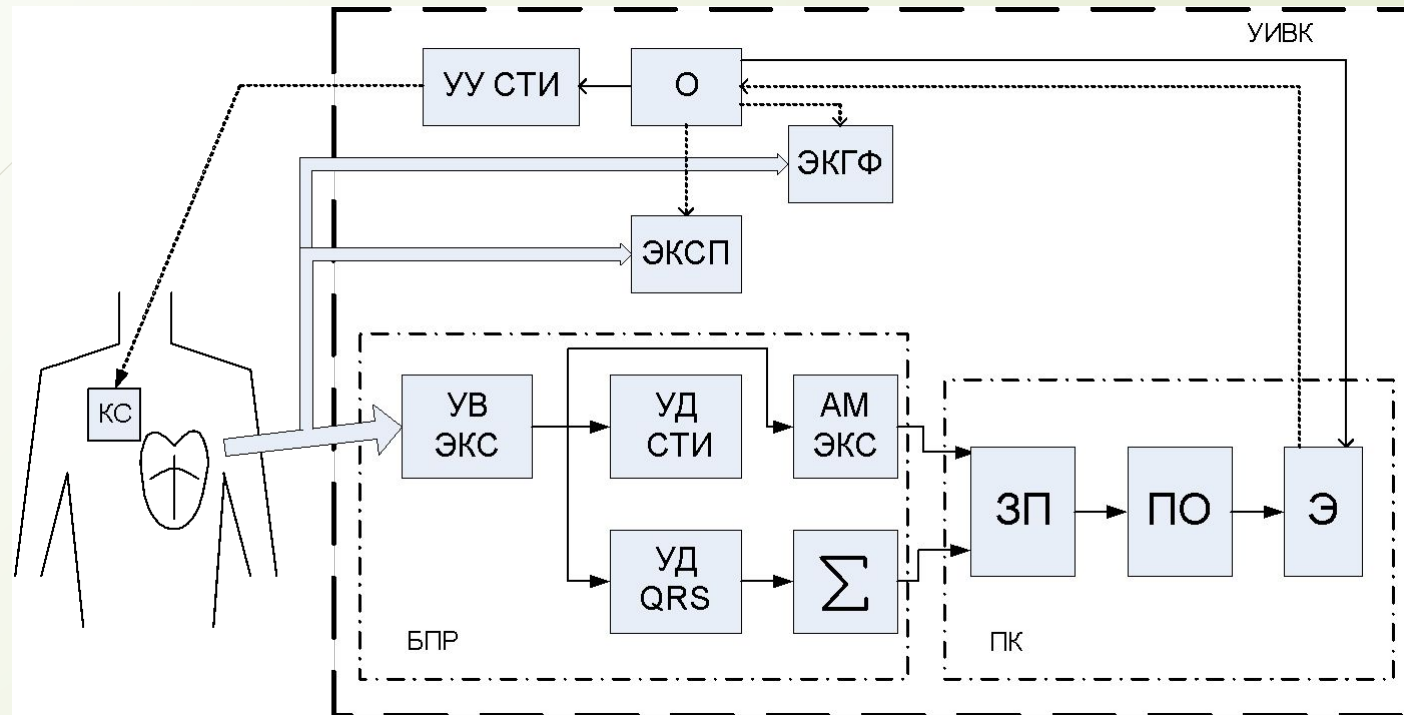 УИВК
УУ СТИ
О
ЭКГФ
ЭКСП
КС
УВ
ЭКС
УД
СТИ
АМ
ЭКС
УД
QRS
Σ
БПР
ЗП
ПО
Э
ПК